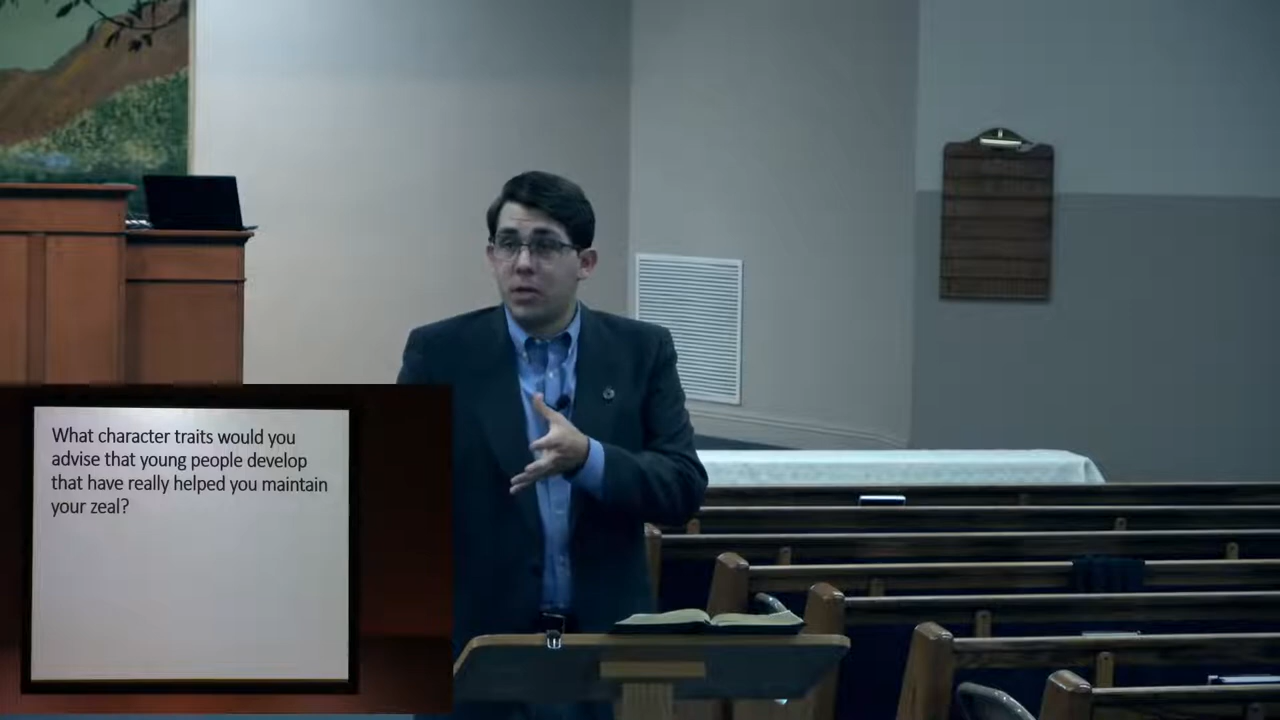 What character traits would you
advise that young people develop
that have really helped you maintain
your zeal?